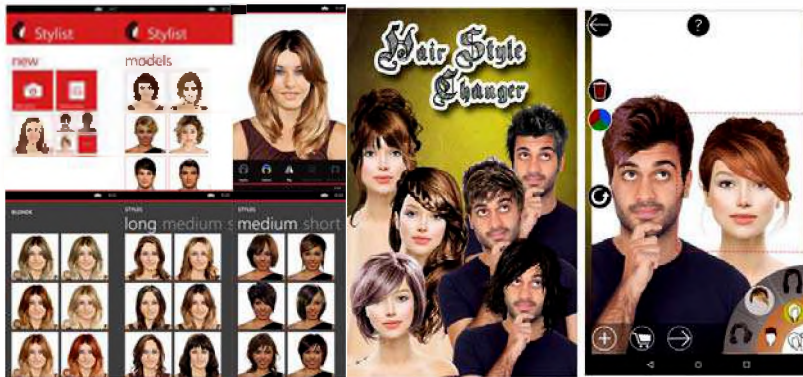 Stylist
Stylist
new
models
BLONDE
STYLES
long medium s
STYLES
medium short
Hair Style
Changer
?